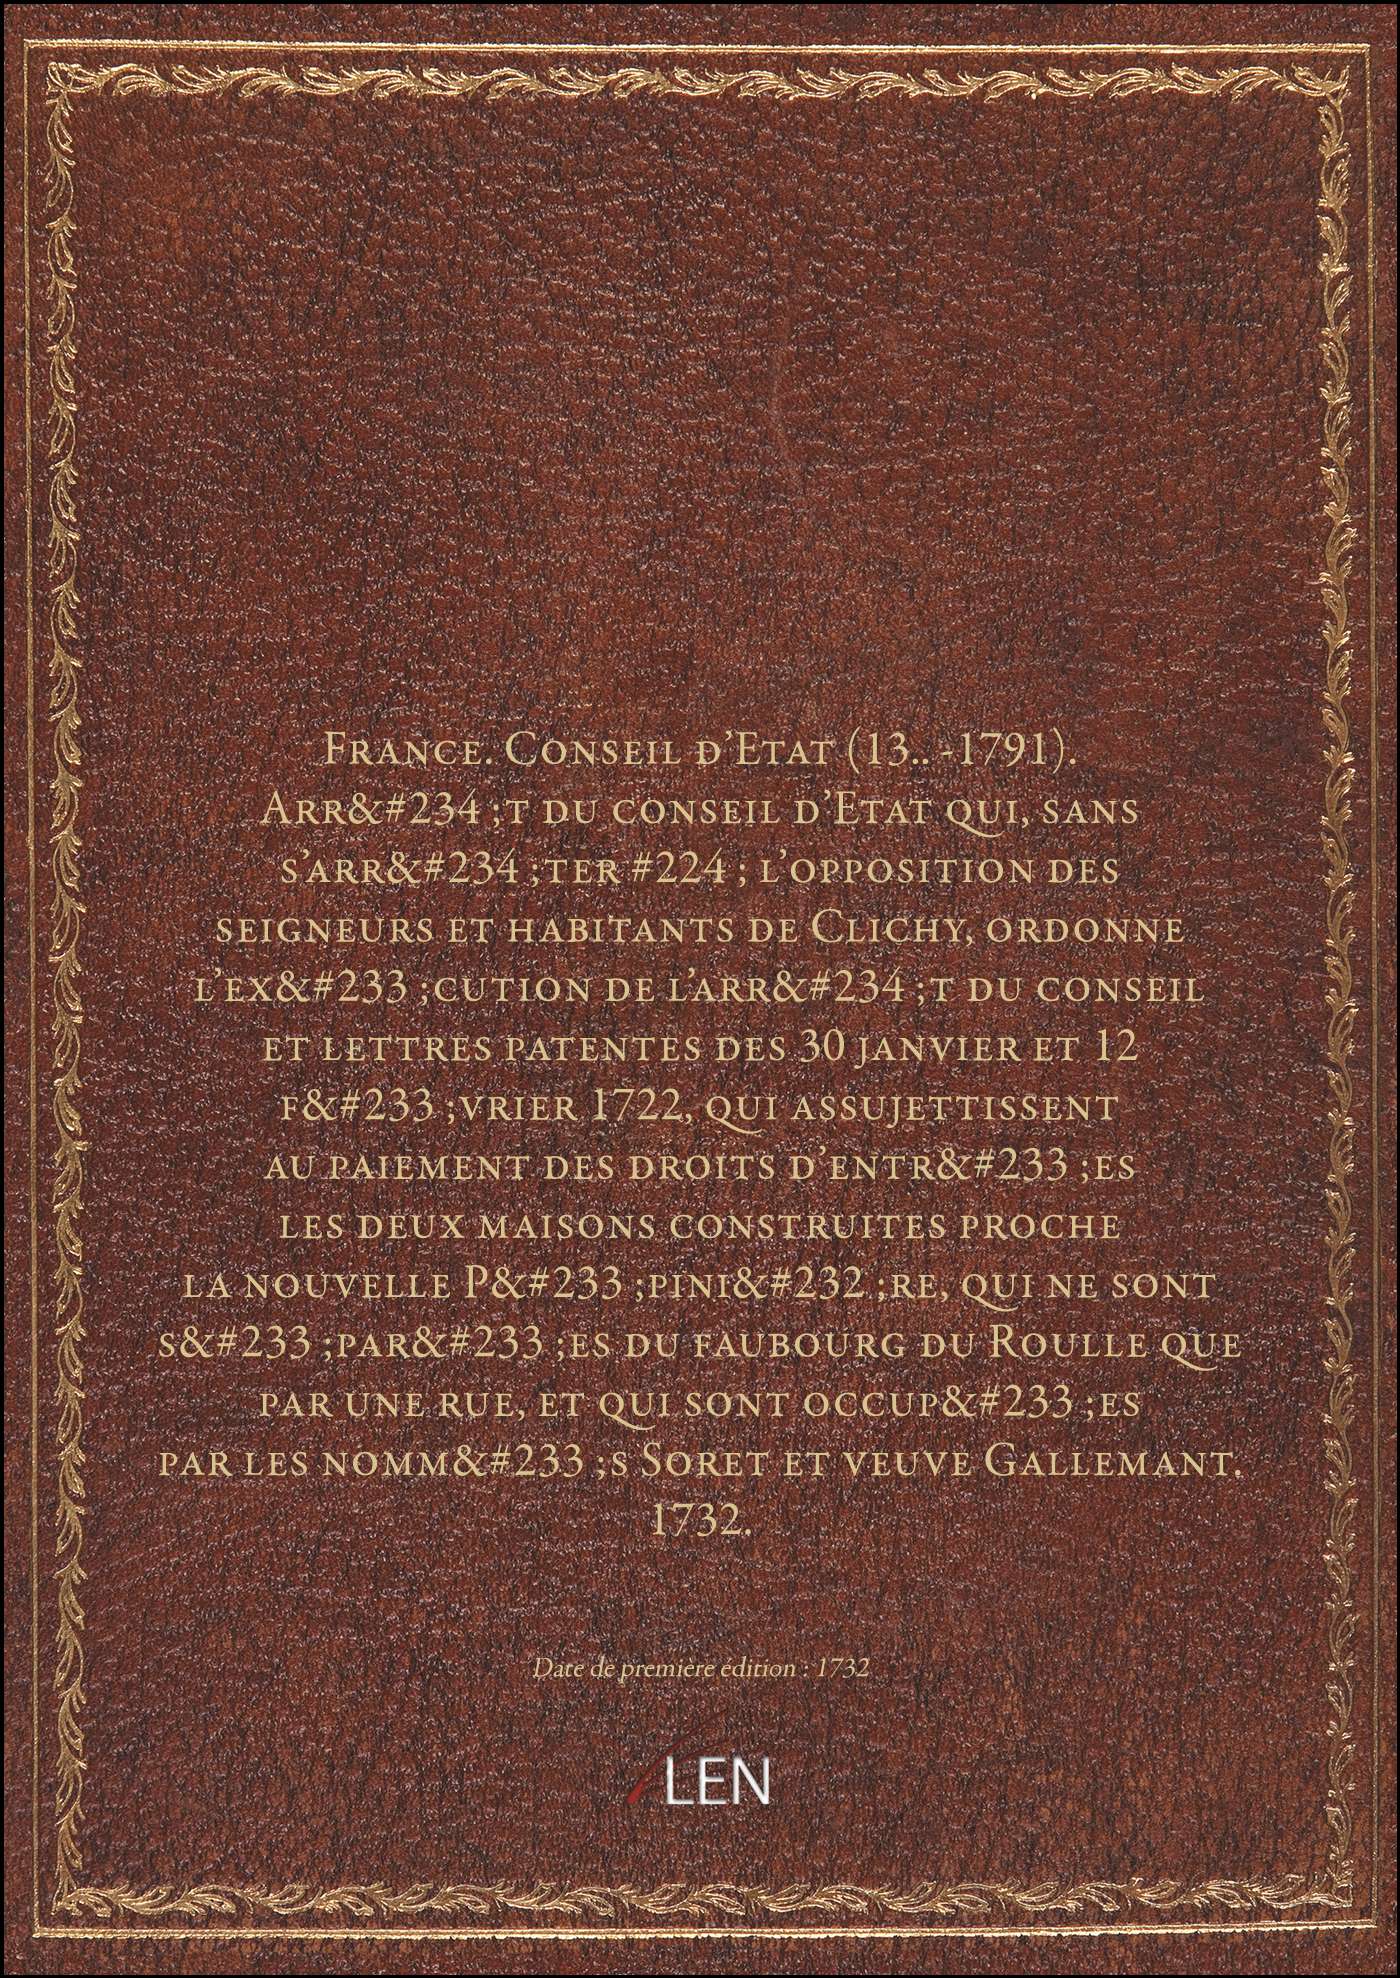 France. Conseil d'Etat (13.. -1791).
Arr&#234 ;t du conseil d'Etat qui, sans
s'arr&#234 ;ter #224 ; l'opposition des
seigneurs et habitants de Clichy, ordonne
l'ex&#233 ;cution de l'arr&#234 ;t du conseil
et lettres patentes des 30 janvier et 12
f&#233 ;vrier 1722, qui assujettissent
au paiement des droits d'entr&#233 ;es
les deux maisons construites proche
la nouvelle P&#233 ;pini&#232 ;re, qui ne sont
s&#233 ;par&#233 ;es du faubourg du Roulle que
par une rue, et qui sont occup&#233 ;es
par les nomm&#233 ;s Soret et veuve Gallemant.
1732.
Date de première édition : 1732
LEN